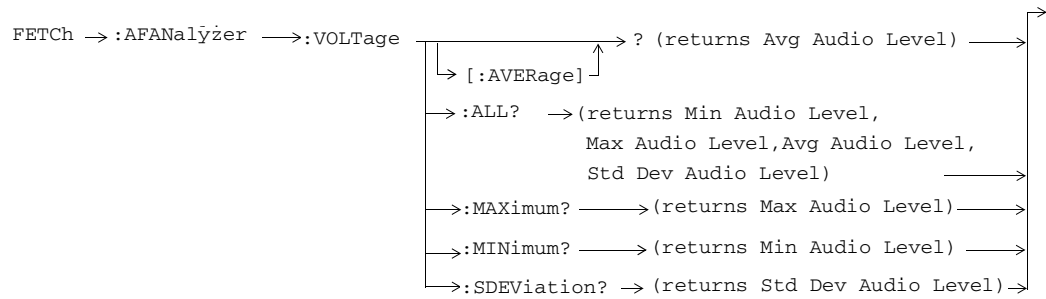 FETCh :AFANalyzer :VOLTage ? (returns Avg Audio Level)
[:AVERage]
:ALL? (returns Min Audio Level,
Max Audio Level,Avg Audio Level,
Std Dev Audio Level)
:MAXimum? (returns Max Audio Level)
:MINimum? (returns Min Audio Level)
:SDEViation? (returns Std Dev Audio Level)